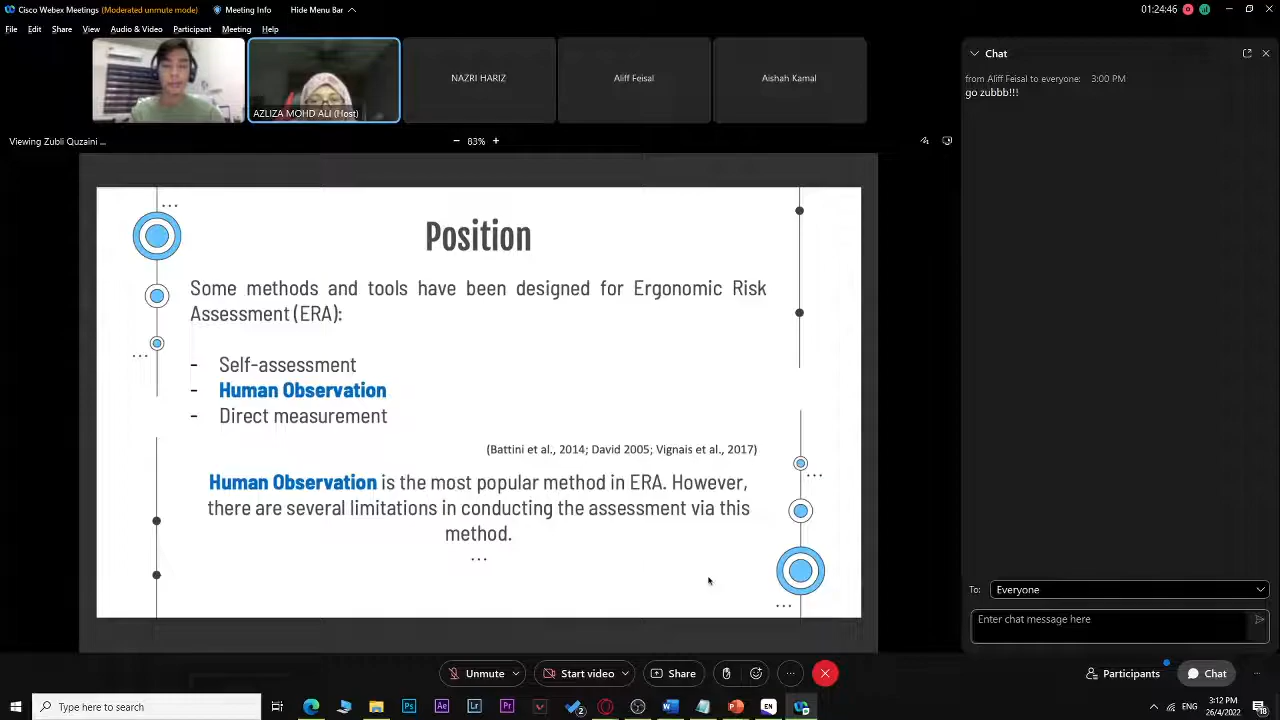 Cisco Webex Meetings (Moderated unmute mode)
Meeting Info
Hide Menu Bar
01:24:46
File Edit Share View Audio & Video Participant Meeting Help
AZLIZA MOHD ALI (Host)
NAZRI HARIZ
Aliff Feisal
Aishah Kamal
Viewing Zubli Quzaini ...
83%
Position
Some methods and tools have been designed for Ergonomic Risk
Assessment (ERA):
- Self-assessment
- Human Observation
- Direct measurement
(Battini et al., 2014; David 2005; Vignais et al., 2017)
Human Observation is the most popular method in ERA. However,
there are several limitations in conducting the assessment via this
method.
...
Chat
from Aliff Feisal to everyone: 3:00 PM
go zubbb!!!
To: Everyone
Enter chat message here
Unmute
Start video
Share
Participants
Chat
Type here to search
Ps
Ae
Lr
Pr
EN
ENG
3:12 PM
26/4/2022